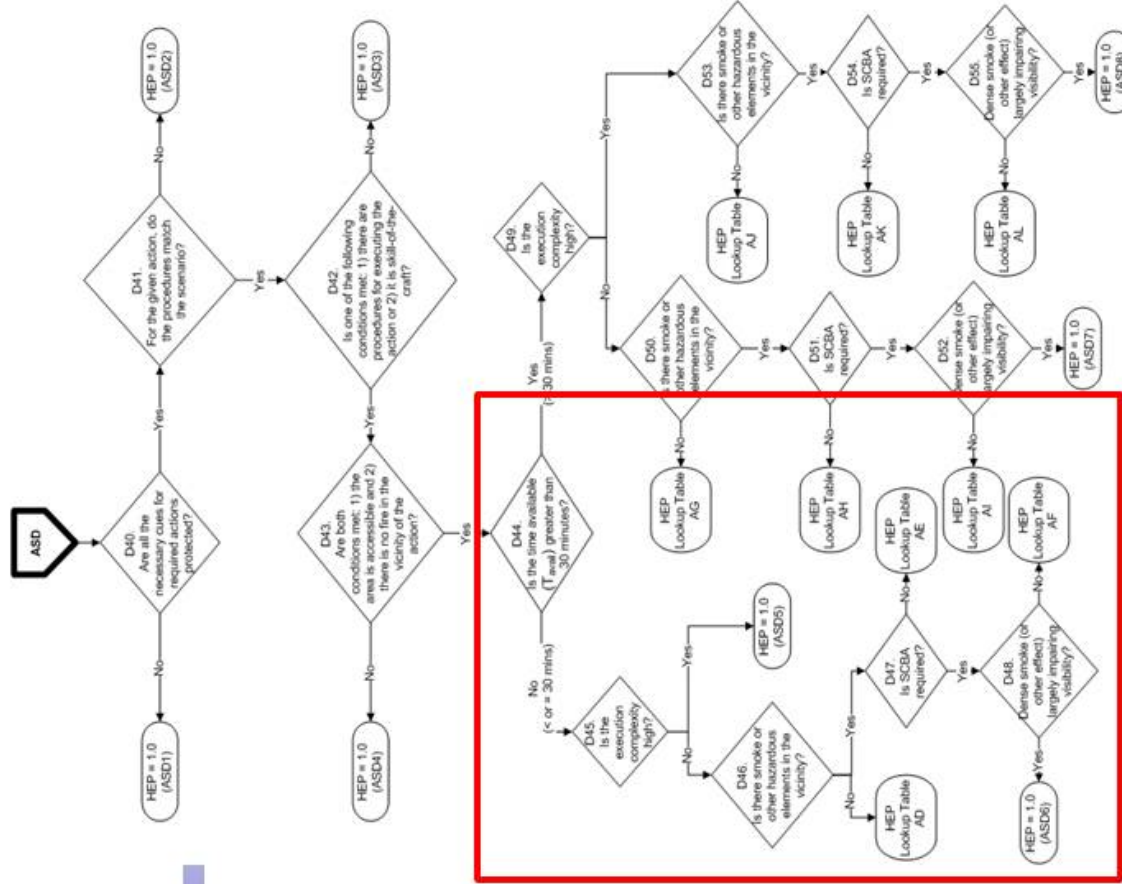 ASD
D40.
Are all the
necessary cues for
required actions
protected?
No
HEP = 1.0
(ASD1)
Yes
D41.
For the given action, do
the procedures match
the scenario?
No
HEP = 1.0
(ASD2)
Yes
D42.
Is one of the following
conditions met: 1) there are
procedures for executing the
action or 2) it is skill-of-the-
craft?
No
HEP = 1.0
(ASD3)
Yes
D43.
Are both
conditions met: 1) the
area is accessible and 2)
there is no fire in the
vicinity of the
action?
No
HEP = 1.0
(ASD4)
Yes
D44.
Is the time available
(T aval) greater than
30 minutes?
No
(< or = 30 mins)
Yes
(> 30 mins)
D45.
Is the
execution
complexity
high?
Yes
HEP = 1.0
(ASD5)
No
D46.
Is there smoke or
other hazardous
elements in the
vicinity?
No
HEP
Lookup Table
AD
Yes
D47.
Is SCBA
required?
No
HEP
Lookup Table
AE
Yes
D48.
Dense smoke (or
other effect)
largely impairing
visibility?
No
HEP
Lookup Table
AF
Yes
HEP = 1.0
(ASD6)
D49.
Is the
execution
complexity
high?
No
Yes
D50.
Is there smoke or
other hazardous
elements in the
vicinity?
No
HEP
Lookup Table
AG
Yes
D51.
Is SCBA
required?
No
HEP
Lookup Table
AH
Yes
D52.
Dense smoke (or
other effect)
largely impairing
visibility?
No
HEP
Lookup Table
AI
Yes
HEP = 1.0
(ASD7)
D53.
Is there smoke or
other hazardous
elements in the
vicinity?
No
HEP
Lookup Table
AJ
Yes
D54.
Is SCBA
required?
No
HEP
Lookup Table
AK
Yes
D55.
Dense smoke (or
other effect)
largely impairing
visibility?
No
HEP
Lookup Table
AL
Yes
HEP = 1.0